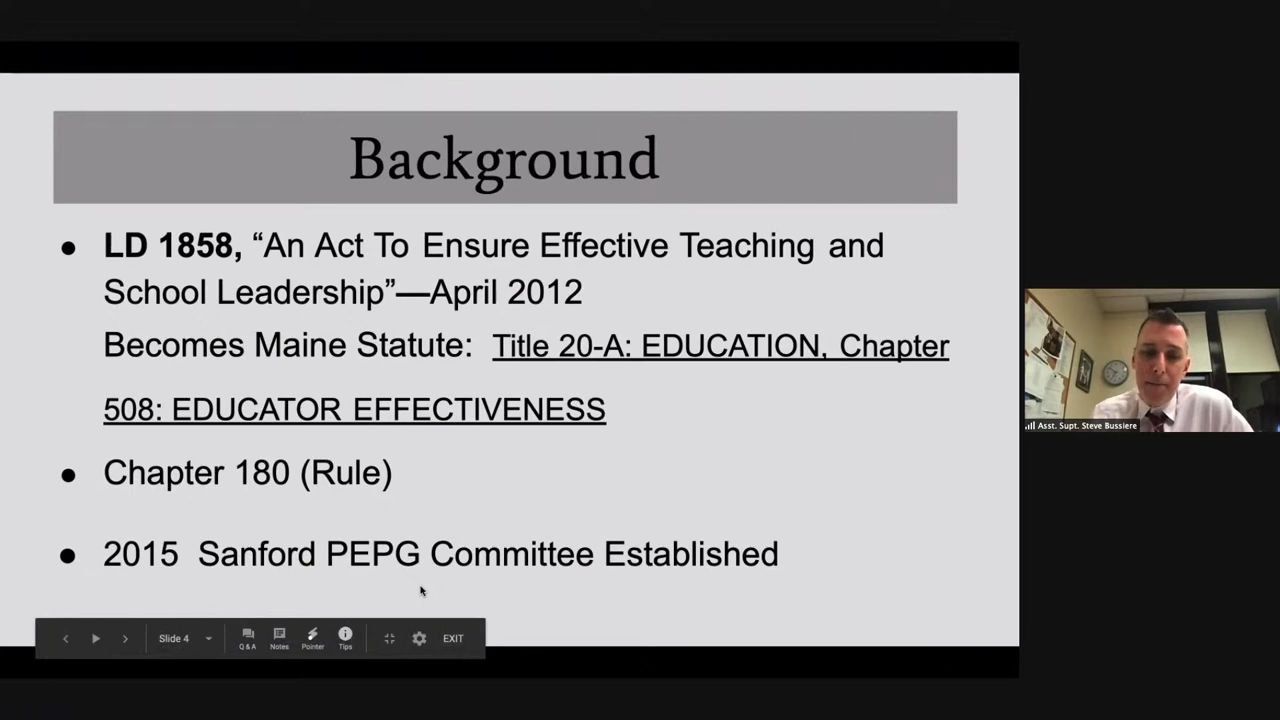 Background
● LD 1858, “An Act To Ensure Effective Teaching and
School Leadership”—April 2012
Becomes Maine Statute: Title 20-A: EDUCATION, Chapter
508: EDUCATOR EFFECTIVENESS
● Chapter 180 (Rule)
● 2015 Sanford PEPG Committee Established
Slide 4
Q & A
Notes
Pointer
Tips
EXIT
Asst. Supt. Steve Bussiere